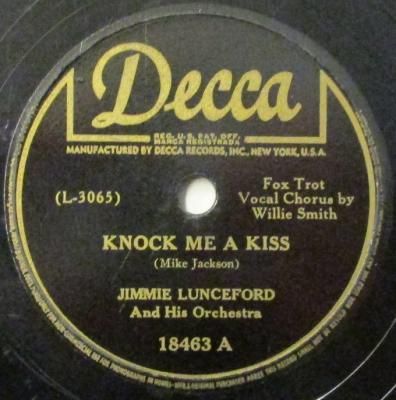 Decca
REG. U.S. PAT. OFF.
MARCA REGISTRADA
MANUFACTURED BY DECCA RECORDS, INC., NEW YORK, U.S.A.
(L-3065)
Fox Trot
Vocal Chorus by
Willie Smith
KNOCK ME A KISS
(Mike Jackson)
JIMMIE LUNCEFORD
And His Orchestra
18463 A